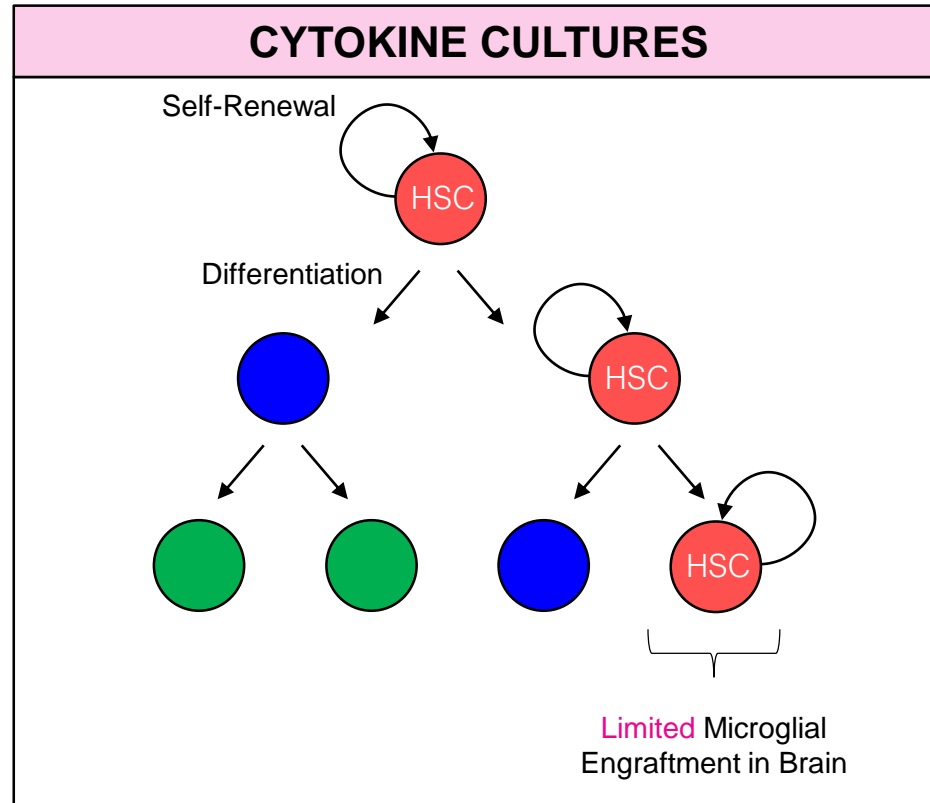 CYTOKINE CULTURES
Self-Renewal
HSC
Differentiation
HSC
HSC
Limited Microglial
Engraftment in Brain